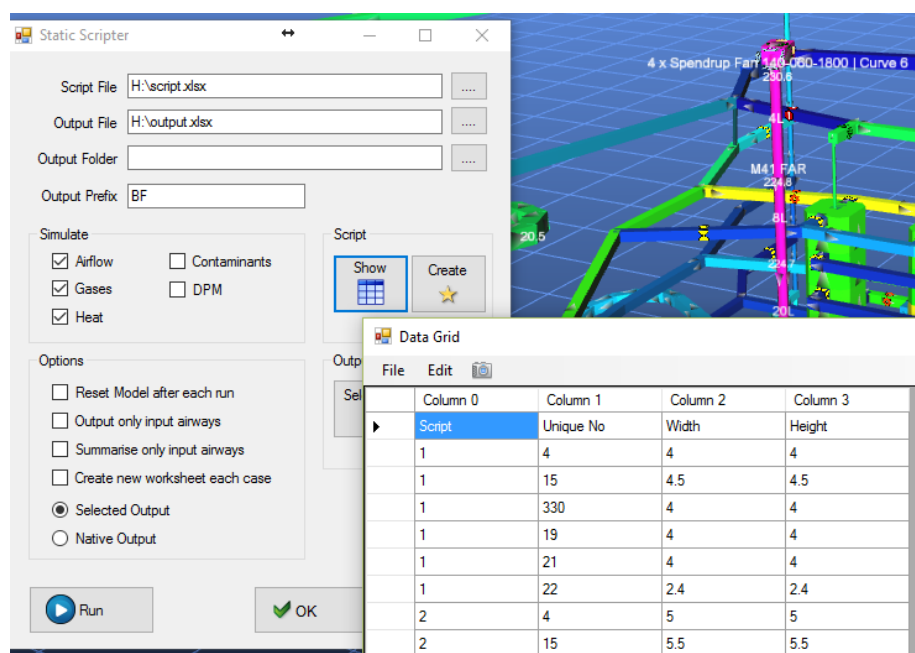 Static Scripter
Script File H:\script.xlsx ....
Output File H:\output.xlsx ....
Output Folder ....
Output Prefix BF
Simulate
Airflow Contaminants
Gases DPM
Heat
Script
Show Create
Options
Reset Model after each run
Output only input airways
Summarise only input airways
Create new worksheet each case
Selected Output
Native Output
Outp
Sel
Run OK
4 x Spendrup Fan 140-060-1800 | Curve 6
230.6
4L
M41 FAR
224.8
8L
20.5
224.7
20L
Data Grid
File Edit
Column 0 Column 1 Column 2 Column 3
Script Unique No Width Height
1 4 4 4
1 15 4.5 4.5
1 330 4 4
1 19 4 4
1 21 4 4
1 22 2.4 2.4
2 4 5 5
2 15 5.5 5.5